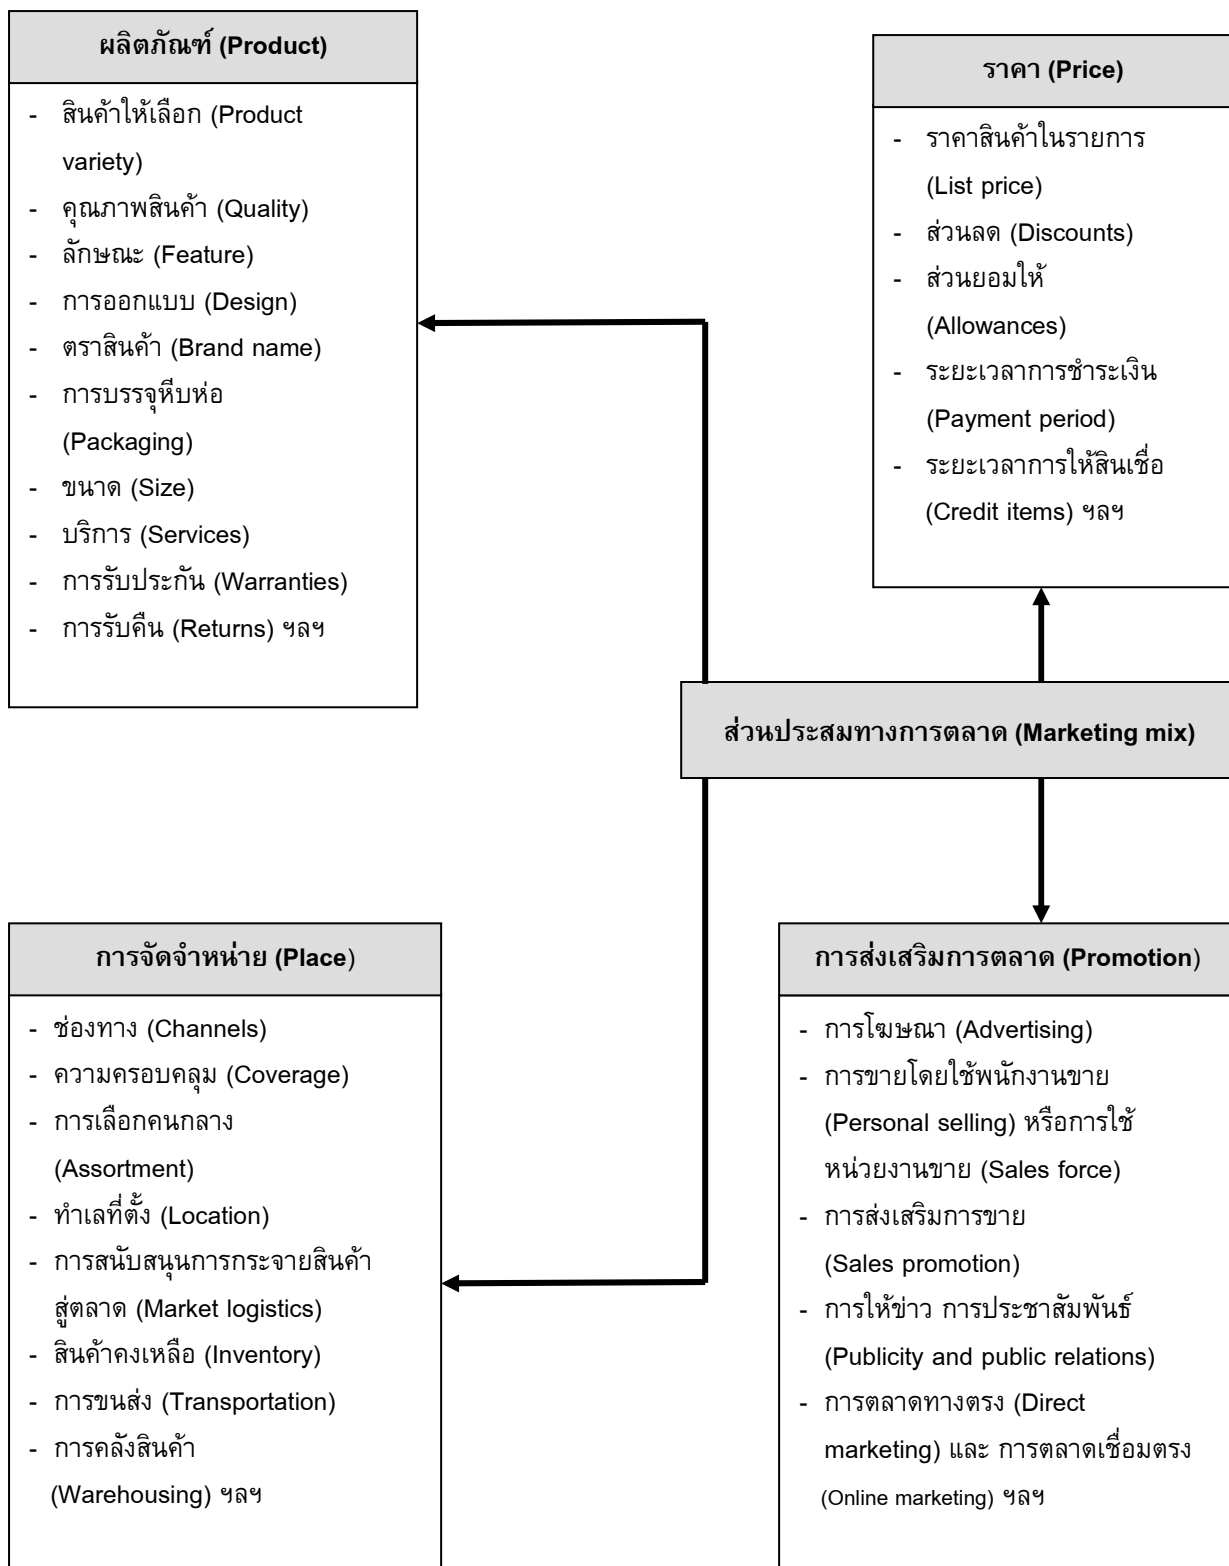 ผลิตภัณฑ์ (Product)
- สินค้าให้เลือก (Product
variety)
- คุณภาพสินค้า (Quality)
- ลักษณะ (Feature)
- การออกแบบ (Design)
- ตราสินค้า (Brand name)
- การบรรจุหีบห่อ
(Packaging)
- ขนาด (Size)
- บริการ (Services)
- การรับประกัน (Warranties)
- การรับคืน (Returns) ฯลฯ
ราคา (Price)
- ราคาสินค้าในรายการ
(List price)
- ส่วนลด (Discounts)
- ส่วนยอมให้
(Allowances)
- ระยะเวลาการชำระเงิน
(Payment period)
- ระยะเวลาการให้สินเชื่อ
(Credit items) ฯลฯ
ส่วนประสมทางการตลาด (Marketing mix)
การจัดจำหน่าย (Place)
- ช่องทาง (Channels)
- ความครอบคลุม (Coverage)
- การเลือกคนกลาง
(Assortment)
- ทำเลที่ตั้ง (Location)
- การสนับสนุนการกระจายสินค้า
สู่ตลาด (Market logistics)
- สินค้าคงเหลือ (Inventory)
- การขนส่ง (Transportation)
- การคลังสินค้า
(Warehousing) ฯลฯ
การส่งเสริมการตลาด (Promotion)
- การโฆษณา (Advertising)
- การขายโดยใช้พนักงานขาย
(Personal selling) หรือการใช้
หน่วยงานขาย (Sales force)
- การส่งเสริมการขาย
(Sales promotion)
- การให้ข่าว การประชาสัมพันธ์
(Publicity and public relations)
- การตลาดทางตรง (Direct
marketing) และ การตลาดเชื่อมตรง
(Online marketing) ฯลฯ